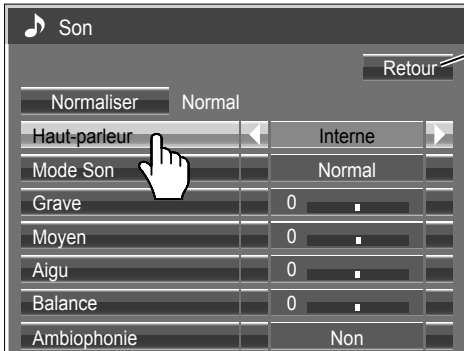 Son
Retour
Normaliser Normal
Haut-parleur Interne
Mode Son Normal
Grave 0
Moyen 0
Aigu 0
Balance 0
Ambiophonie Non